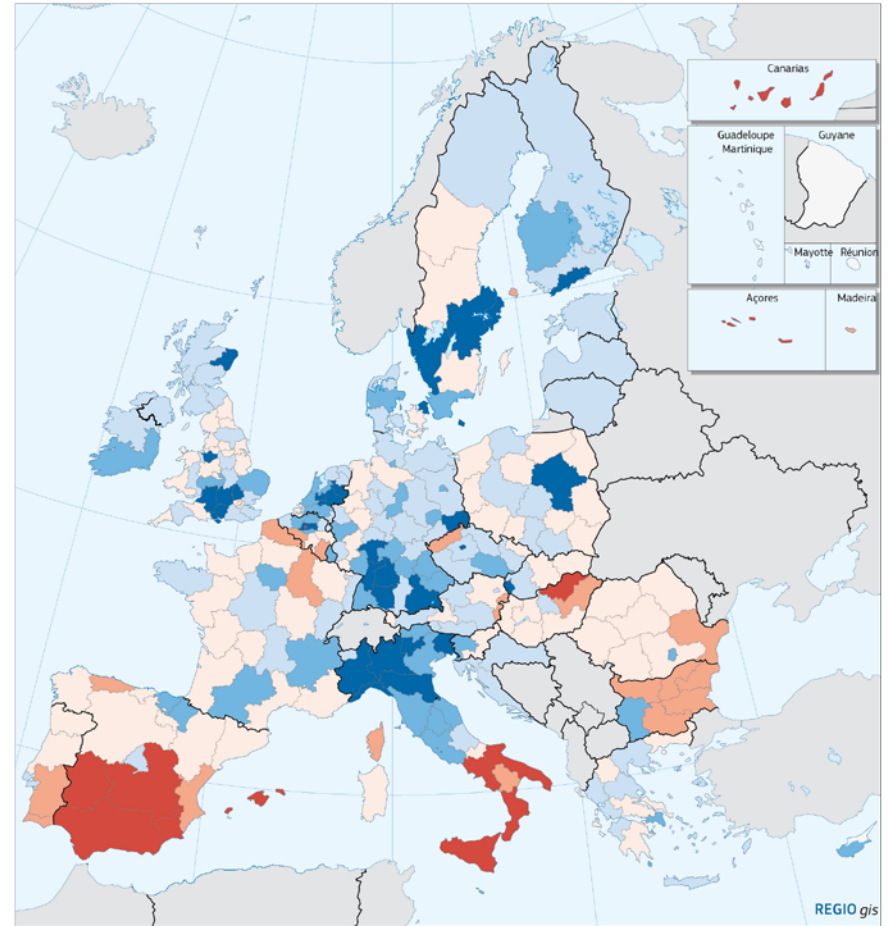 Canarias
Guadeloupe
Martinique
Guyane
Mayotte
Réunion
Açores
Madeira
REGIO gis